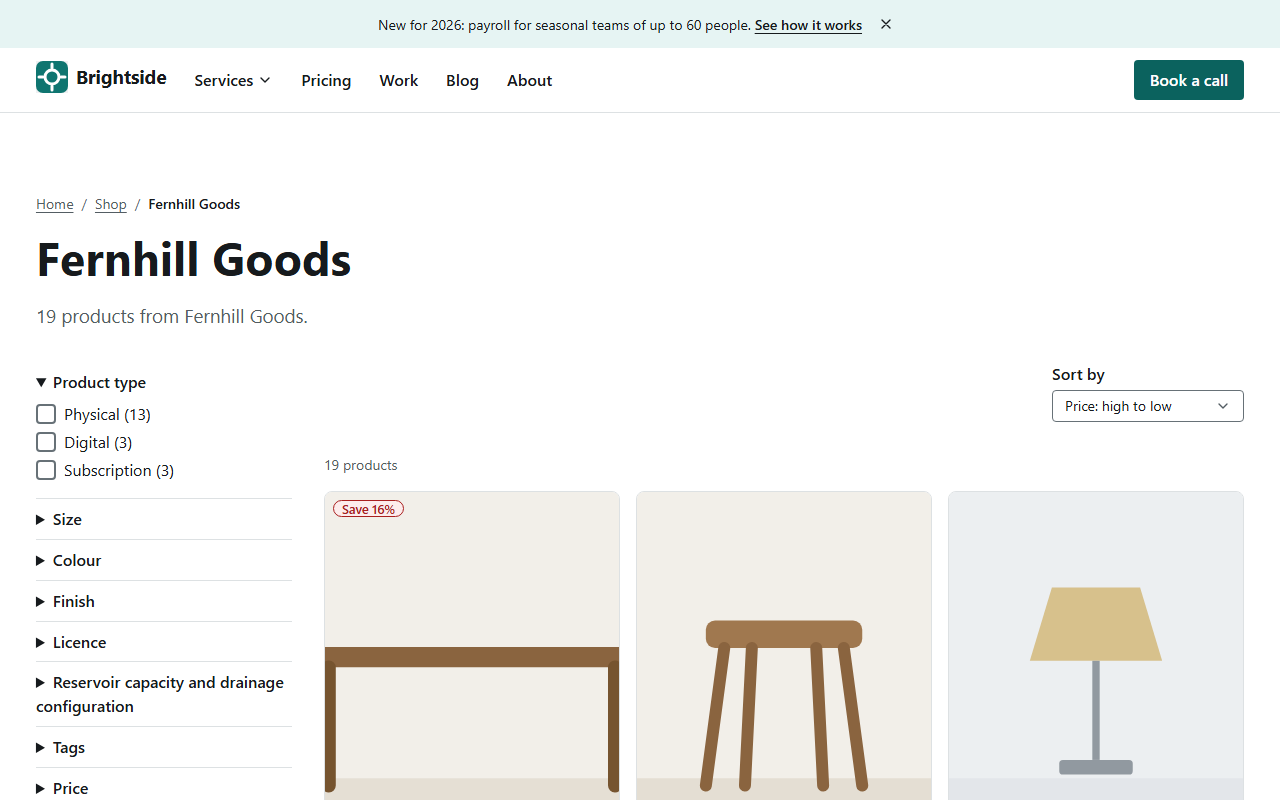 New for 2026: payroll for seasonal teams of up to 60 people. See how it works
Brightside
Services
Pricing
Work
Blog
About
Book a call
Home / Shop / Fernhill Goods
Fernhill Goods
19 products from Fernhill Goods.
Product type
Physical (13)
Digital (3)
Subscription (3)
Size
Colour
Finish
Licence
Reservoir capacity and drainage
configuration
Tags
Price
Sort by
Price: high to low
19 products
Save 16%